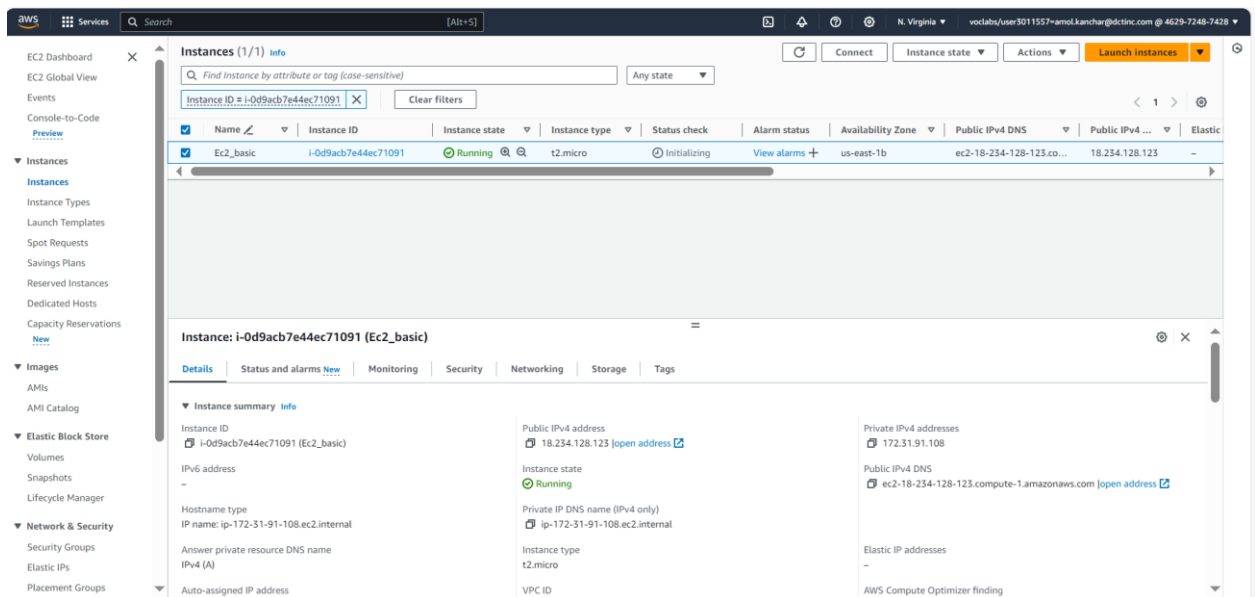 aws Services Search [Alt+S] N. Virginia voclabs/user3011557=amol.kanchar@dctinc.com @ 4629-7248-7428
EC2 Dashboard
EC2 Global View
Events
Console-to-Code
Preview
Instances
Instances
Instance Types
Launch Templates
Spot Requests
Savings Plans
Reserved Instances
Dedicated Hosts
Capacity Reservations
New
Images
AMIs
AMI Catalog
Elastic Block Store
Volumes
Snapshots
Lifecycle Manager
Network & Security
Security Groups
Elastic IPs
Placement Groups
Instances (1/1) Info
Connect Instance state Actions Launch instances
Find Instance by attribute or tag (case-sensitive) Any state
Instance ID = i-0d9acb7e44ec71091 Clear filters
1
Name Instance ID Instance state Instance type Status check Alarm status Availability Zone Public IPv4 DNS Public IPv4 ... Elastic
Ec2_basic i-0d9acb7e44ec71091 Running t2.micro Initializing View alarms + us-east-1b ec2-18-234-128-123.co... 18.234.128.123 –
Instance: i-0d9acb7e44ec71091 (Ec2_basic)
Details Status and alarms New Monitoring Security Networking Storage Tags
Instance summary Info
Instance ID Public IPv4 address Private IPv4 addresses
i-0d9acb7e44ec71091 (Ec2_basic) 18.234.128.123 |open address 172.31.91.108
IPv6 address Instance state Public IPv4 DNS
– Running ec2-18-234-128-123.compute-1.amazonaws.com |open address
Hostname type Private IP DNS name (IPv4 only)
IP name: ip-172-31-91-108.ec2.internal ip-172-31-91-108.ec2.internal
Answer private resource DNS name Instance type Elastic IP addresses
IPv4 (A) t2.micro –
Auto-assigned IP address VPC ID AWS Compute Optimizer finding